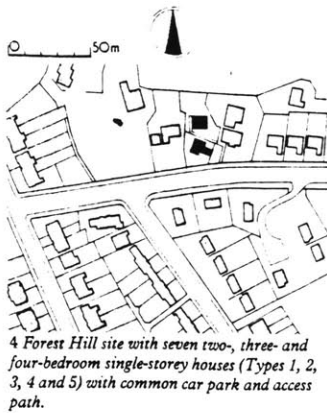 0 50m
4 Forest Hill site with seven two-, three- and
four-bedroom single-storey houses (Types 1, 2,
3, 4 and 5) with common car park and access
path.